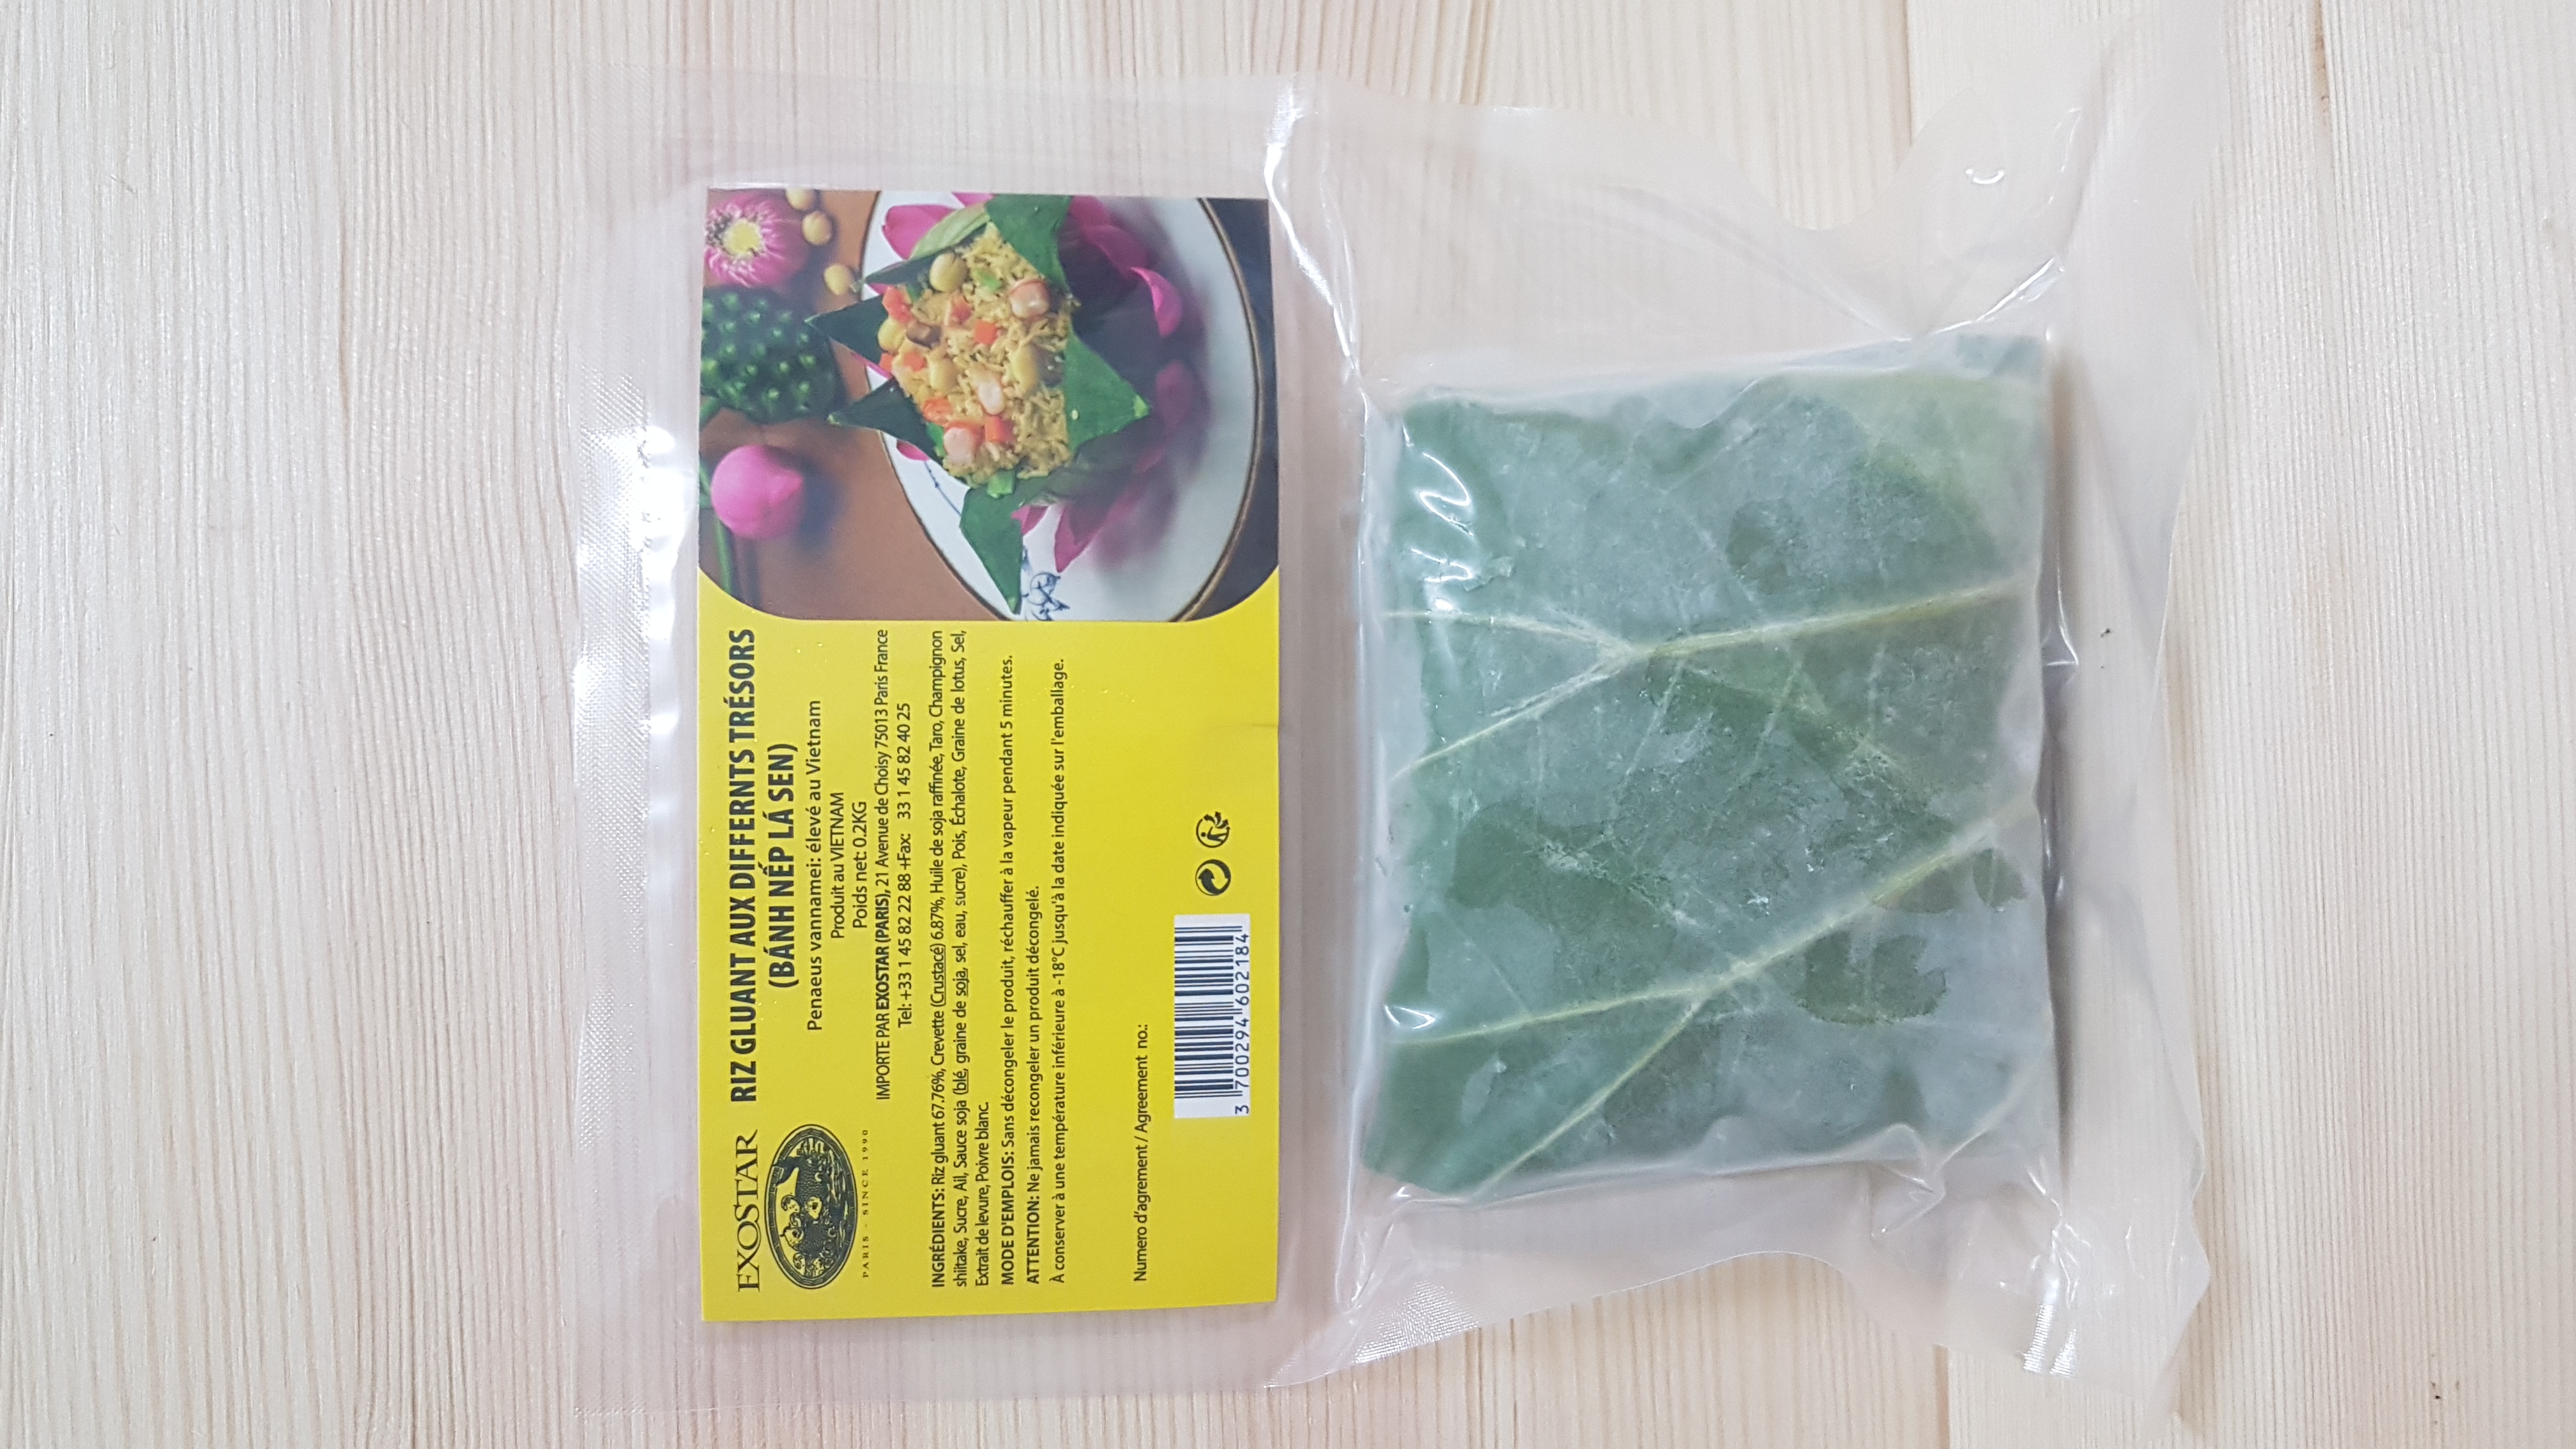 EXOSTAR
PARIS - SINCE 1990
RIZ GLUANT AUX DIFFERNTS TRÉSORS
(BÁNH NẾP LÁ SEN)
Penaeus vannamei: élevé au Vietnam
Produit au VIETNAM
Poids net: 0.2KG
IMPORTE PAR EXOSTAR (PARIS), 21 Avenue de Choisy 75013 Paris France
Tel: +33 1 45 82 22 88 +Fax: 33 1 45 82 40 25
INGRÉDIENTS: Riz gluant 67.76%, Crevette (Crustacé) 6.87%, Huile de soja raffinée, Taro, Champignon
shiitake, Sucre, Ail, Sauce soja (blé, graine de soja, sel, eau, sucre), Pois, Échalote, Graine de lotus, Sel,
Extrait de levure, Poivre blanc.
MODE D'EMPLOIS: Sans décongeler le produit, réchauffer à la vapeur pendant 5 minutes.
ATTENTION: Ne jamais recongeler un produit décongelé.
À conserver à une température inférieure à -18°C jusqu'à la date indiquée sur l'emballage.
Numero d'agrement / Agreement no.:
3 700294 602184